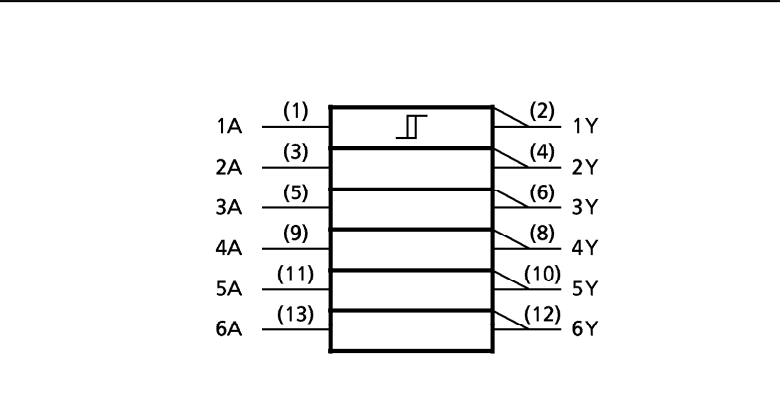 1A (1) (2) 1Y
2A (3) (4) 2Y
3A (5) (6) 3Y
4A (9) (8) 4Y
5A (11) (10) 5Y
6A (13) (12) 6Y